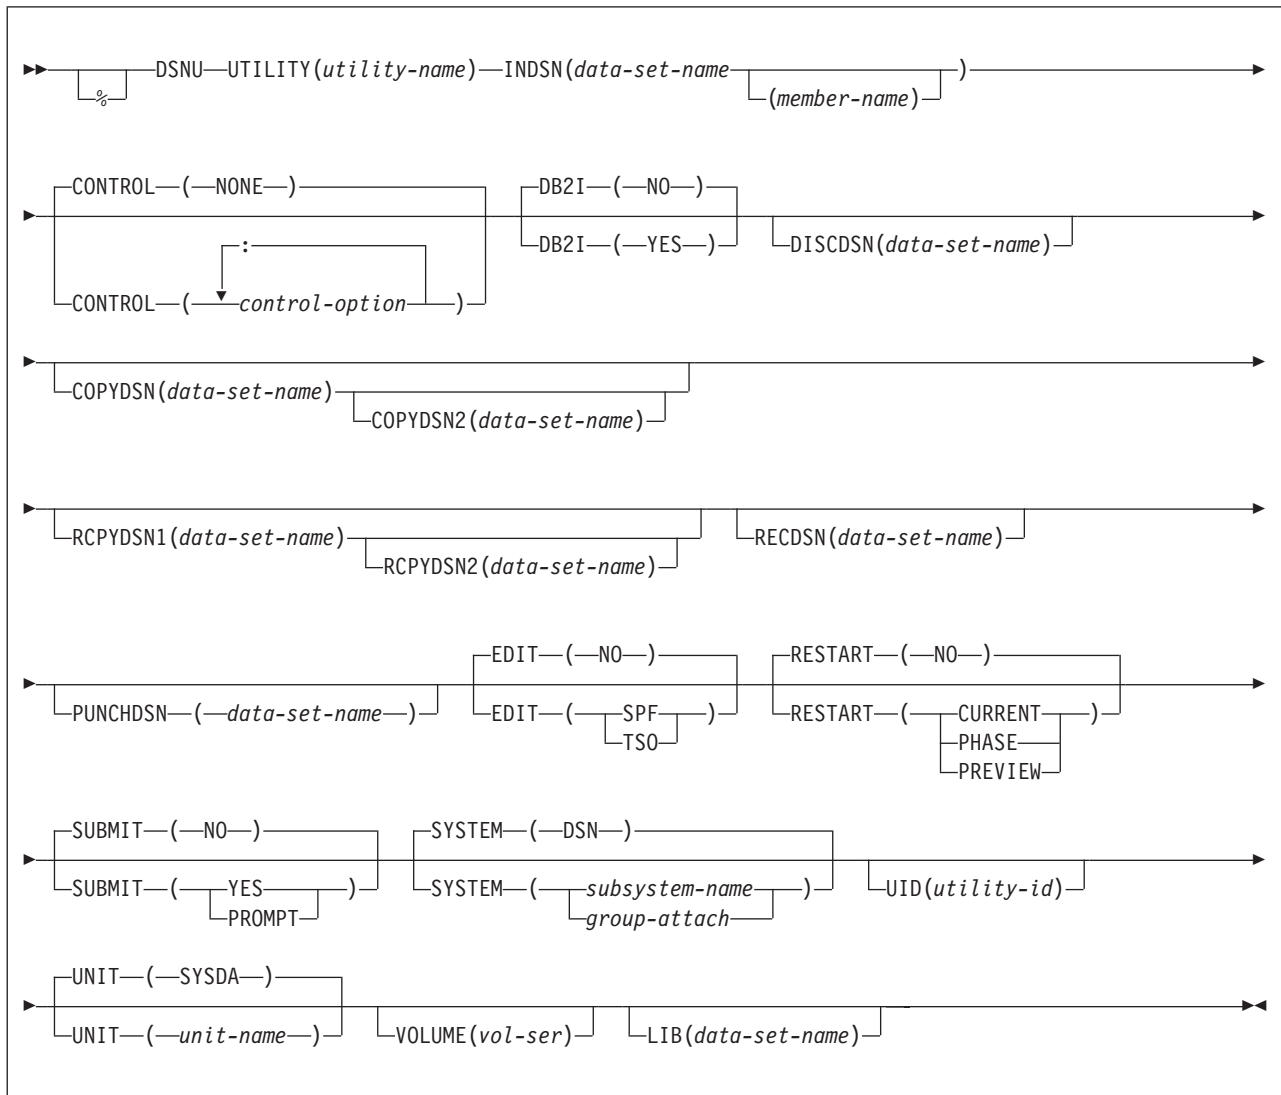 DSNU UTILITY(utility-name) INDSN(data-set-name )
% (member-name)
CONTROL ( NONE ) DB2I ( NO )
: DB2I ( YES ) DISCDSN(data-set-name)
CONTROL ( control-option )
COPYDSN(data-set-name)
COPYDSN2(data-set-name)
RCPYDSN1(data-set-name) RECDSN(data-set-name)
RCPYDSN2(data-set-name)
EDIT ( NO ) RESTART ( NO )
PUNCHDSN ( data-set-name ) EDIT ( SPF ) RESTART ( CURRENT )
TSO PHASE
PREVIEW
SUBMIT ( NO ) SYSTEM ( DSN )
SUBMIT ( YES ) SYSTEM ( subsystem-name ) UID(utility-id)
PROMPT group-attach
UNIT ( SYSDA )
UNIT ( unit-name ) VOLUME(vol-ser) LIB(data-set-name)